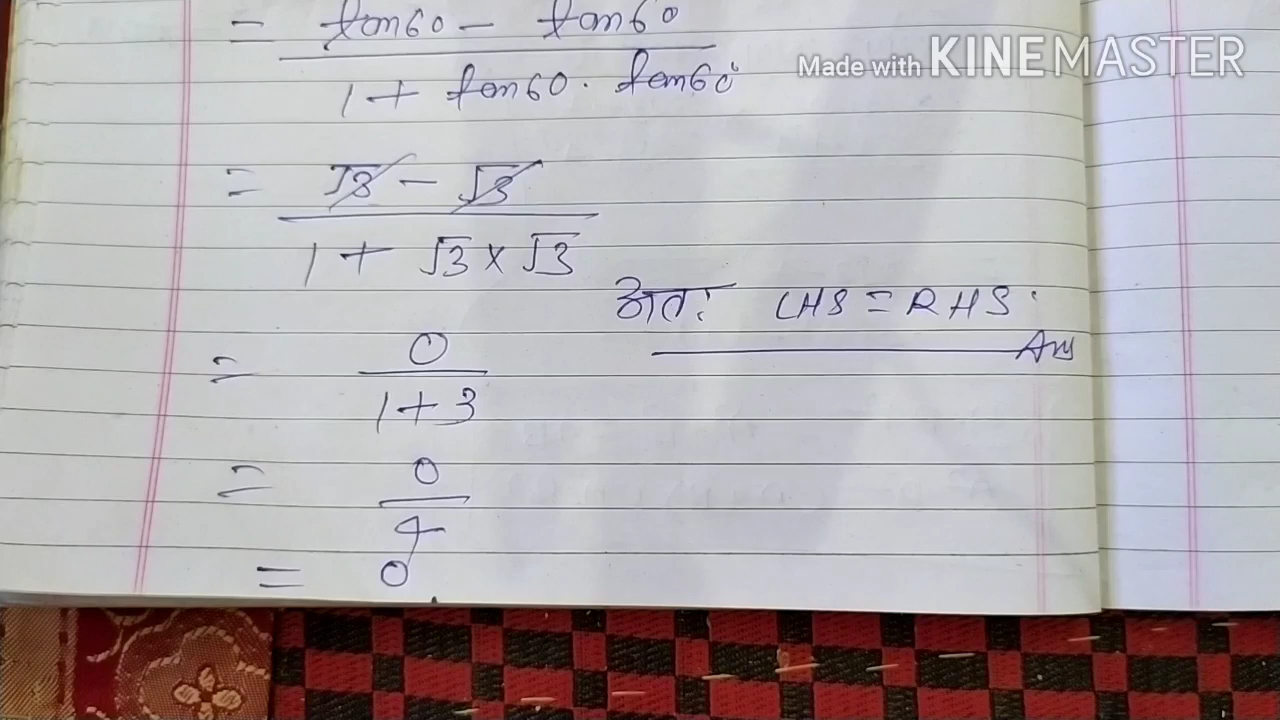 = tan60 - tan60
1 + tan60 . tan60°
Made with KINEMASTER
= √3 - √3
1 + √3 × √3
अतः LHS = RHS.
Ans
= 0
1 + 3
= 0
4
= 0